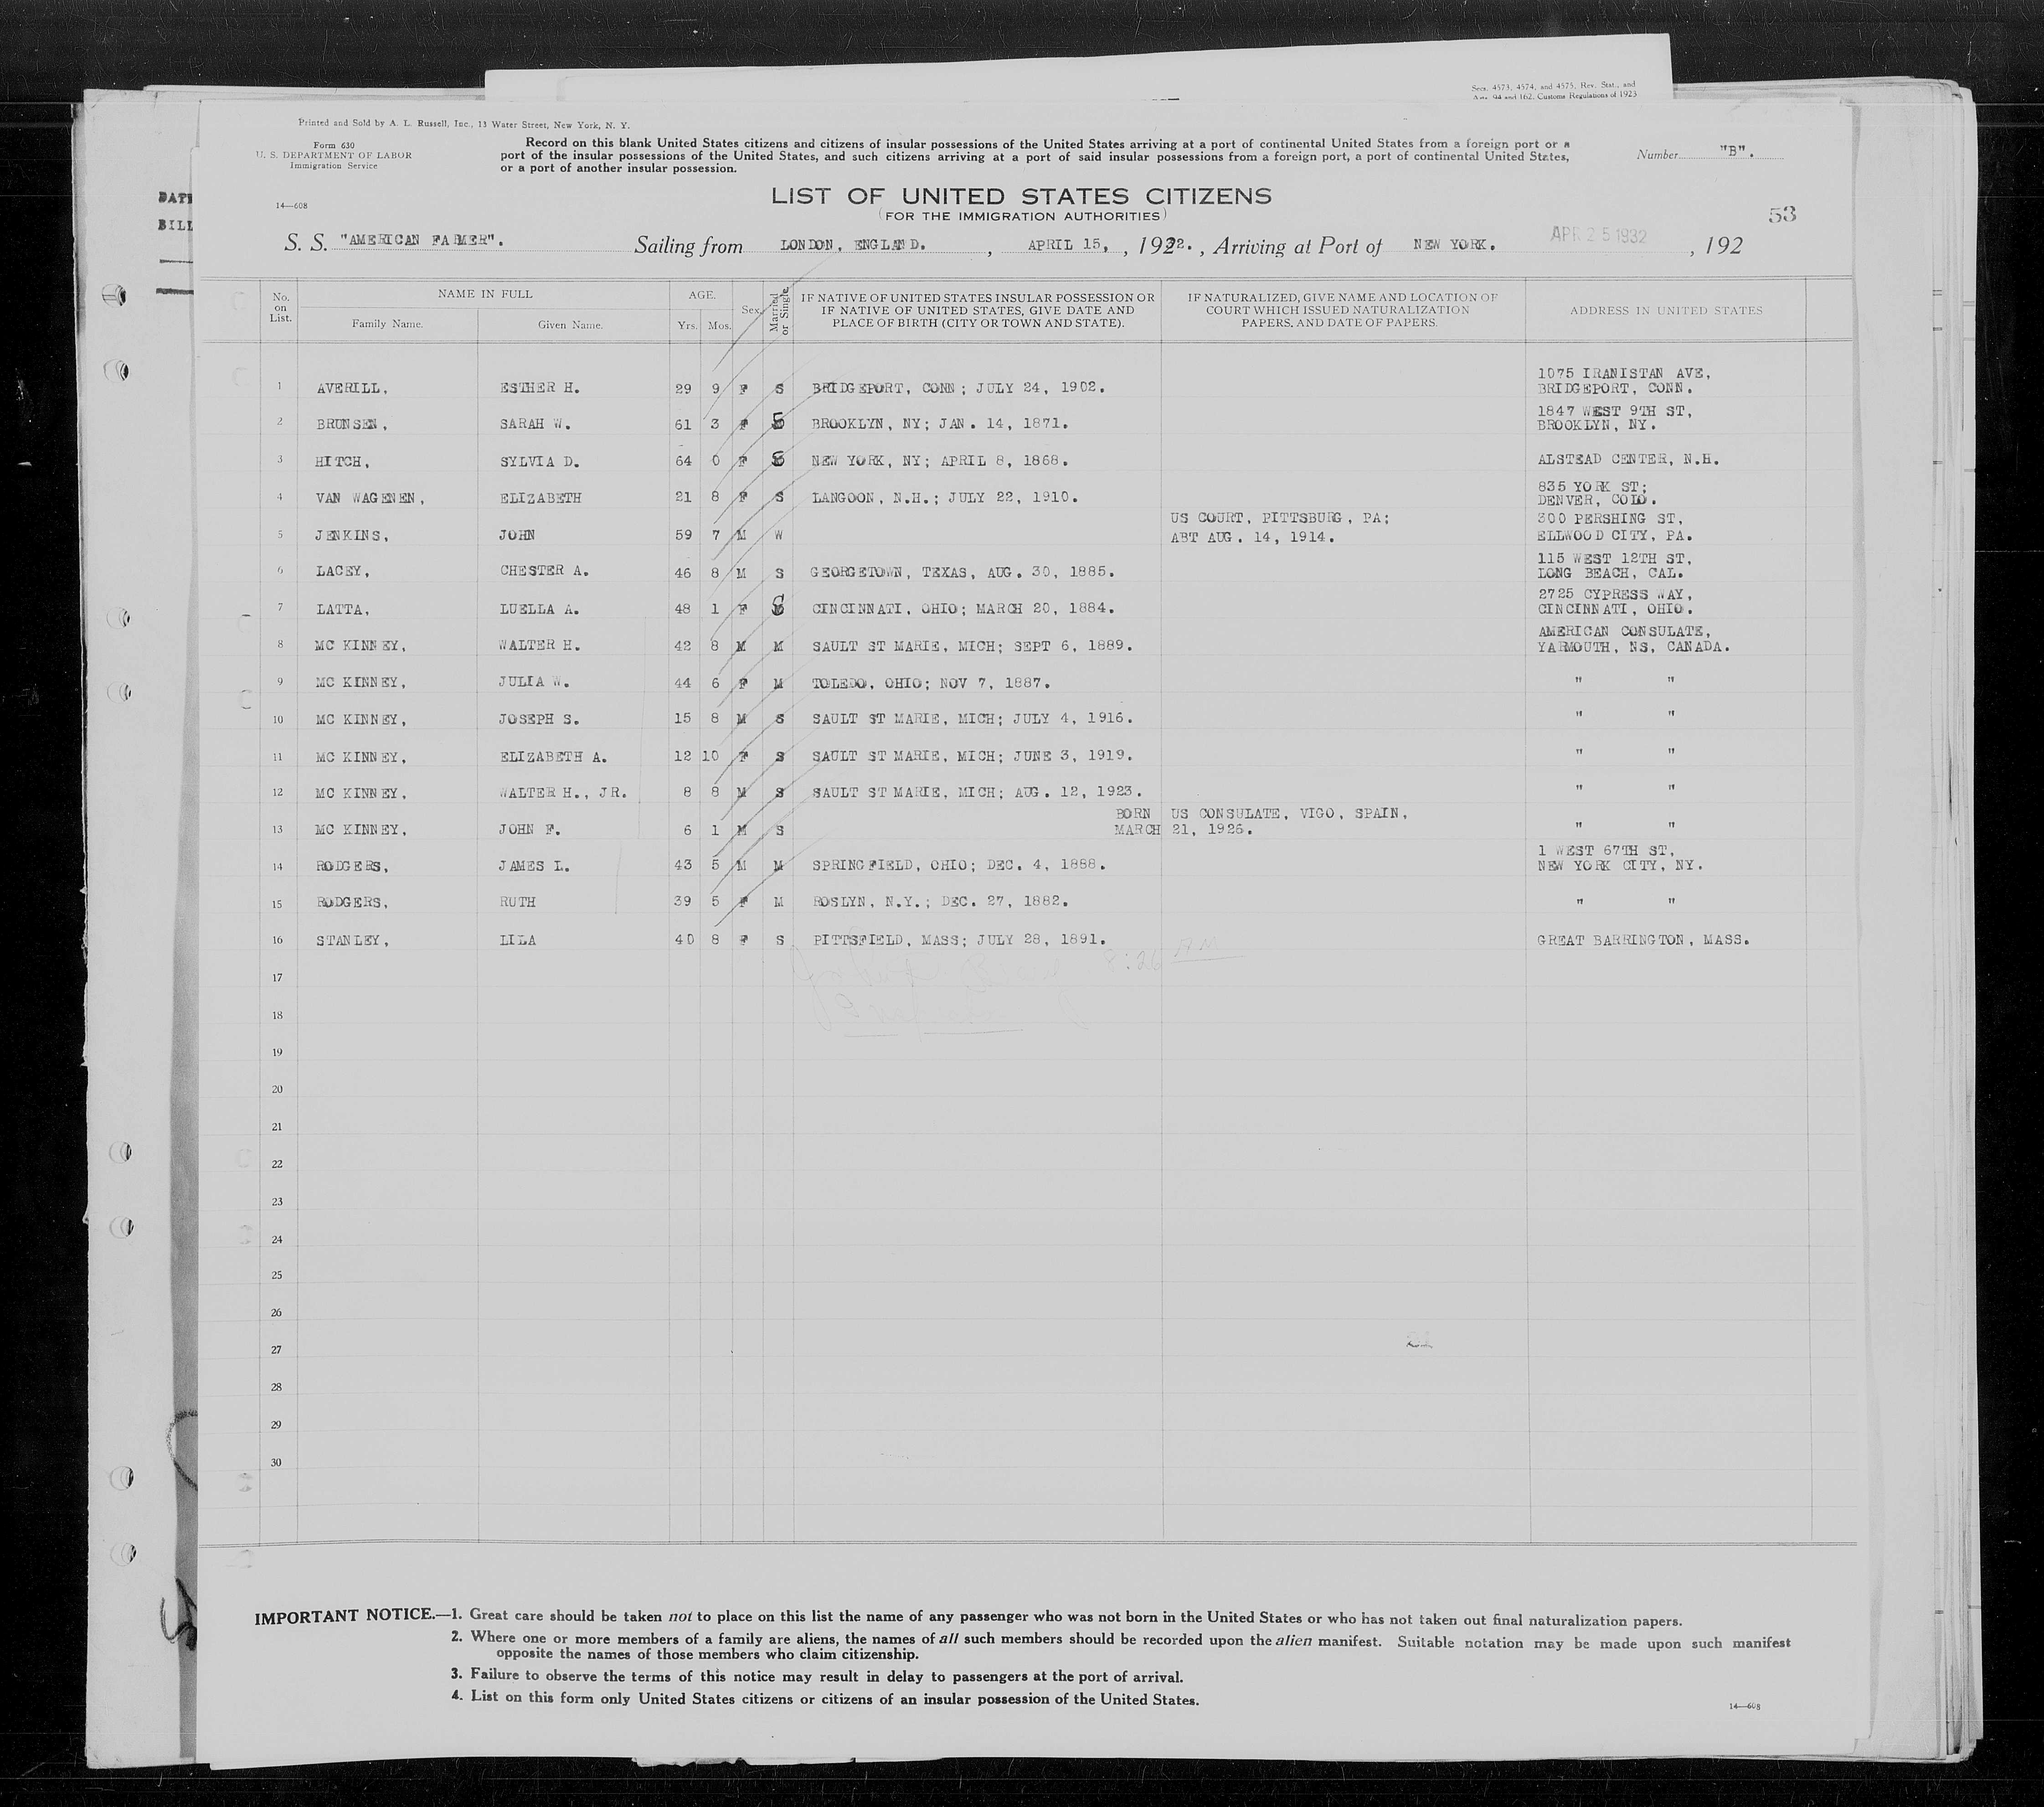 Secs. 4573, 4574, and 4575, Rev. Stat., and
Arts. 94 and 162, Customs Regulations of 1923
Printed and Sold by A. L. Russell, Inc., 13 Water Street, New York, N. Y.
Form 630
U. S. DEPARTMENT OF LABOR
Immigration Service
Record on this blank United States citizens and citizens of insular possessions of the United States arriving at a port of continental United States from a foreign port or a
port of the insular possessions of the United States, and such citizens arriving at a port of said insular possessions from a foreign port, a port of continental United States,
or a port of another insular possession.
Number "B".
DATE
BILL
14—608
LIST OF UNITED STATES CITIZENS
(FOR THE IMMIGRATION AUTHORITIES)
53
S. S. "AMERICAN FARMER". Sailing from LONDON, ENGLAND. , APRIL 15, , 1932. , Arriving at Port of NEW YORK. APR 25 1932 , 192
No. on List. NAME IN FULL Family Name. Given Name. AGE. Yrs. Mos. Sex. Married or Single. IF NATIVE OF UNITED STATES INSULAR POSSESSION OR IF NATIVE OF UNITED STATES, GIVE DATE AND PLACE OF BIRTH (CITY OR TOWN AND STATE). IF NATURALIZED, GIVE NAME AND LOCATION OF COURT WHICH ISSUED NATURALIZATION PAPERS, AND DATE OF PAPERS. ADDRESS IN UNITED STATES
1 AVERILL, ESTHER H. 29 9 F S BRIDGEPORT, CONN; JULY 24, 1902. 1075 IRANISTAN AVE, BRIDGEPORT, CONN.
2 BRUNSEN, SARAH W. 61 3 F S BROOKLYN, NY; JAN. 14, 1871. 1847 WEST 9TH ST, BROOKLYN, NY.
3 HITCH, SYLVIA D. 64 0 F S NEW YORK, NY; APRIL 8, 1868. ALSTEAD CENTER, N.H.
4 VAN WAGENEN, ELIZABETH 21 8 F S LANGOON, N.H.; JULY 22, 1910. 835 YORK ST; DENVER, COLO.
5 JENKINS, JOHN 59 7 M W US COURT, PITTSBURG, PA; ABT AUG. 14, 1914. 300 PERSHING ST, ELLWOOD CITY, PA.
6 LACEY, CHESTER A. 46 8 M S GEORGETOWN, TEXAS, AUG. 30, 1885. 115 WEST 12TH ST, LONG BEACH, CAL.
7 LATTA, LUELLA A. 48 1 F S CINCINNATI, OHIO; MARCH 20, 1884. 2725 CYPRESS WAY, CINCINNATI, OHIO.
8 MC KINNEY, WALTER H. 42 8 M M SAULT ST MARIE, MICH; SEPT 6, 1889. AMERICAN CONSULATE, YARMOUTH, NS, CANADA.
9 MC KINNEY, JULIA W. 44 6 F M TOLEDO, OHIO; NOV 7, 1887. " "
10 MC KINNEY, JOSEPH S. 15 8 M S SAULT ST MARIE, MICH; JULY 4, 1916. " "
11 MC KINNEY, ELIZABETH A. 12 10 F S SAULT ST MARIE, MICH; JUNE 3, 1919. " "
12 MC KINNEY, WALTER H., JR. 8 8 M S SAULT ST MARIE, MICH; AUG. 12, 1923. " "
13 MC KINNEY, JOHN F. 6 1 M S BORN US CONSULATE, VIGO, SPAIN, MARCH 21, 1926. " "
14 RODGERS, JAMES L. 43 5 M M SPRINGFIELD, OHIO; DEC. 4, 1888. 1 WEST 67TH ST, NEW YORK CITY, NY.
15 RODGERS, RUTH 39 5 F M ROSLYN, N.Y.; DEC. 27, 1882. " "
16 STANLEY, LILA 40 8 F S PITTSFIELD, MASS; JULY 28, 1891. GREAT BARRINGTON, MASS.
17 8:26 AM
18
19
20
21
22
23
24
25
26
27
28
29
30
IMPORTANT NOTICE.—1. Great care should be taken not to place on this list the name of any passenger who was not born in the United States or who has not taken out final naturalization papers.
2. Where one or more members of a family are aliens, the names of all such members should be recorded upon the alien manifest. Suitable notation may be made upon such manifest
opposite the names of those members who claim citizenship.
3. Failure to observe the terms of this notice may result in delay to passengers at the port of arrival.
4. List on this form only United States citizens or citizens of an insular possession of the United States.
14—608